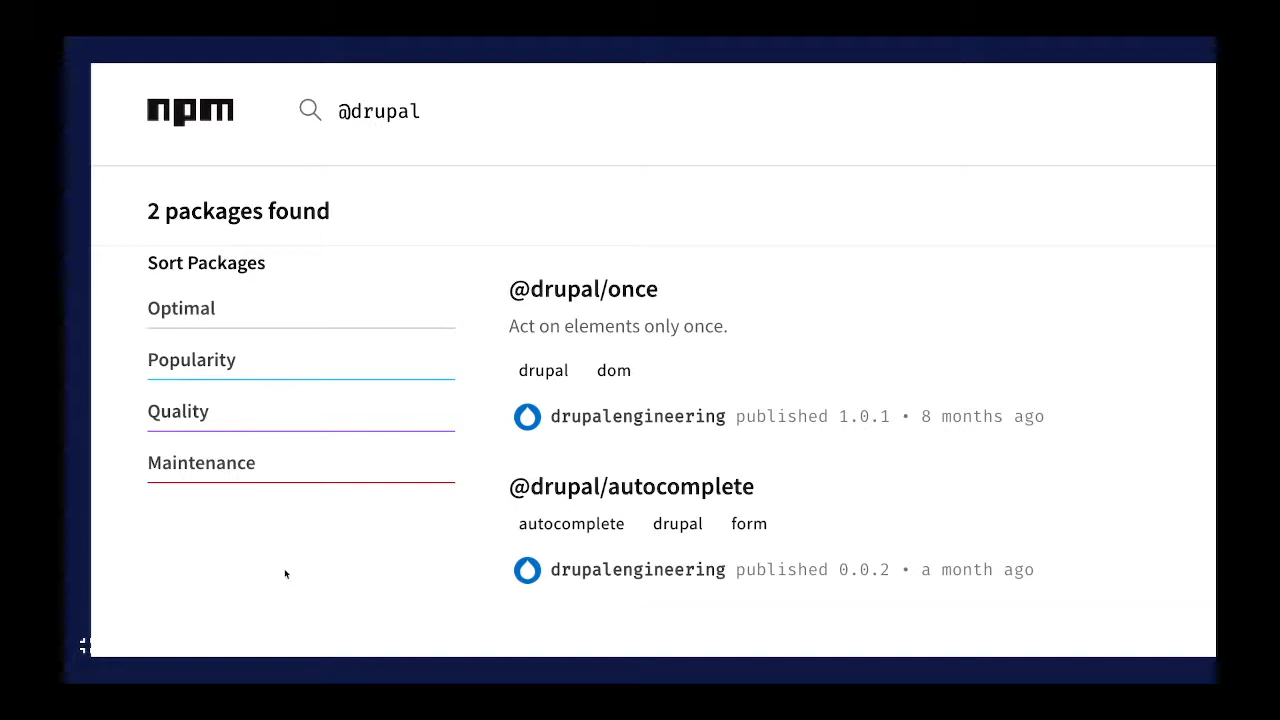 npm
@drupal
2 packages found
Sort Packages
Optimal
Popularity
Quality
Maintenance
@drupal/once
Act on elements only once.
drupal dom
drupalengineering published 1.0.1 • 8 months ago
@drupal/autocomplete
autocomplete drupal form
drupalengineering published 0.0.2 • a month ago